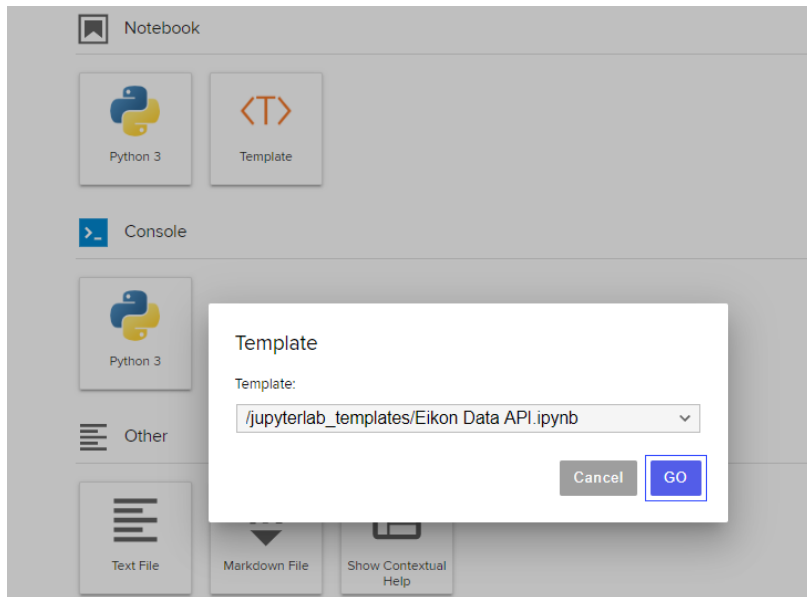 Notebook
Python 3
<T>
Template
Console
Python 3
Template
Template:
/jupyterlab_templates/Eikon Data API.ipynb
Cancel
GO
Other
Text File
Markdown File
Show Contextual
Help